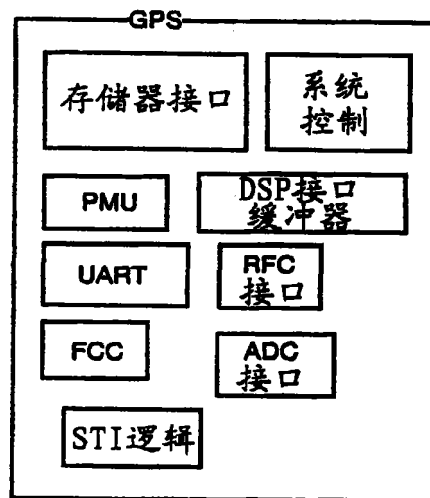 GPS
存储器接口
系统
控制
PMU
DSP接口
缓冲器
UART
RFC
接口
FCC
ADC
接口
STI逻辑